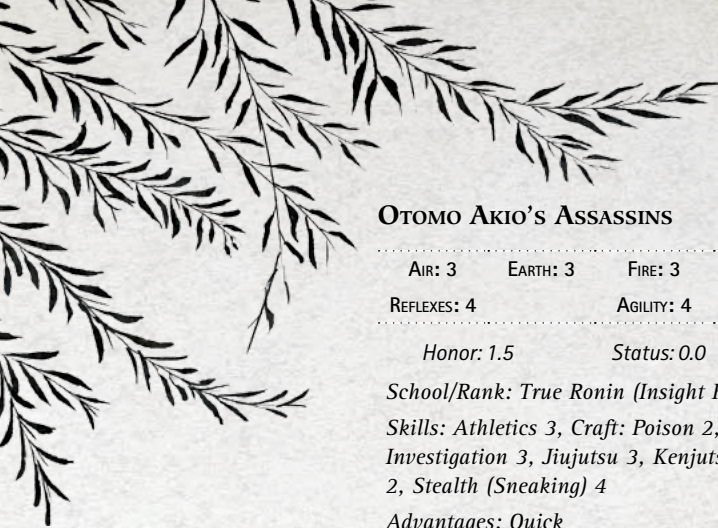 OTOMO AKIO'S ASSASSINS
AIR: 3 EARTH: 3 FIRE: 3
REFLEXES: 4 AGILITY: 4
Honor: 1.5 Status: 0.0
School/Rank: True Ronin (Insight
Skills: Athletics 3, Craft: Poison 2,
Investigation 3, Jiujutsu 3,
2, Stealth (Sneaking) 4
Advantages: Quick